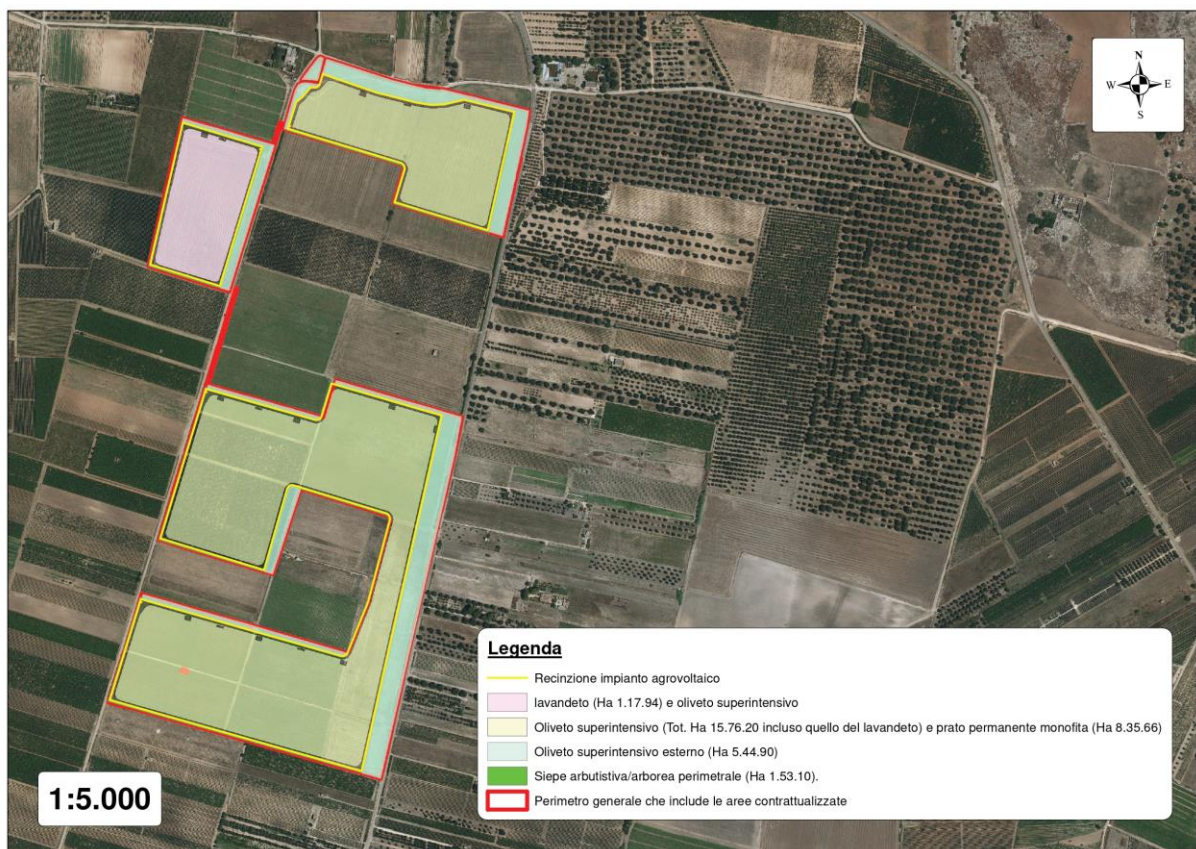 N
W E
S
Legenda
Recinzione impianto agrovoltaico
lavandeto (Ha 1.17.94) e oliveto superintensivo
Oliveto superintensivo (Tot. Ha 15.76.20 incluso quello del lavandeto) e prato permanente monofita (Ha 8.35.66)
Oliveto superintensivo esterno (Ha 5.44.90)
Siepe arbutistiva/arborea perimetrale (Ha 1.53.10).
Perimetro generale che include le aree contrattualizzate
1:5.000